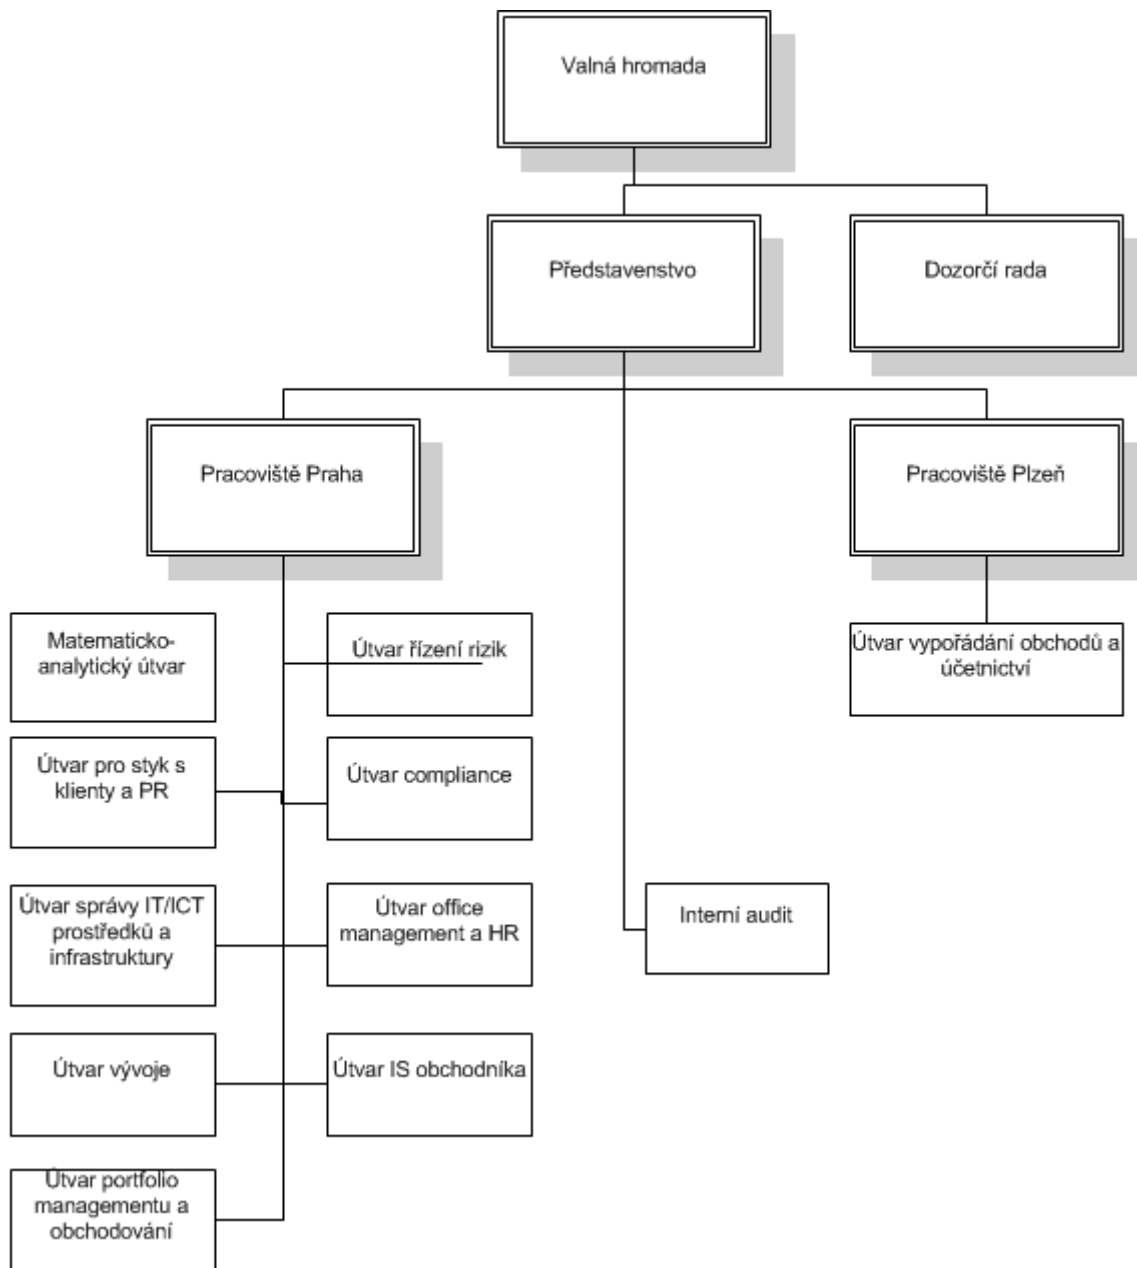 Valná hromada
Představenstvo
Dozorčí rada
Pracoviště Praha
Pracoviště Plzeň
Matematicko-
analytický útvar
Útvar řízení rizik
Útvar vypořádání obchodů a
účetnictví
Útvar pro styk s
klienty a PR
Útvar compliance
Útvar správy IT/ICT
prostředků a
infrastruktury
Útvar office
management a HR
Interní audit
Útvar vývoje
Útvar IS obchodníka
Útvar portfolio
managementu a
obchodování